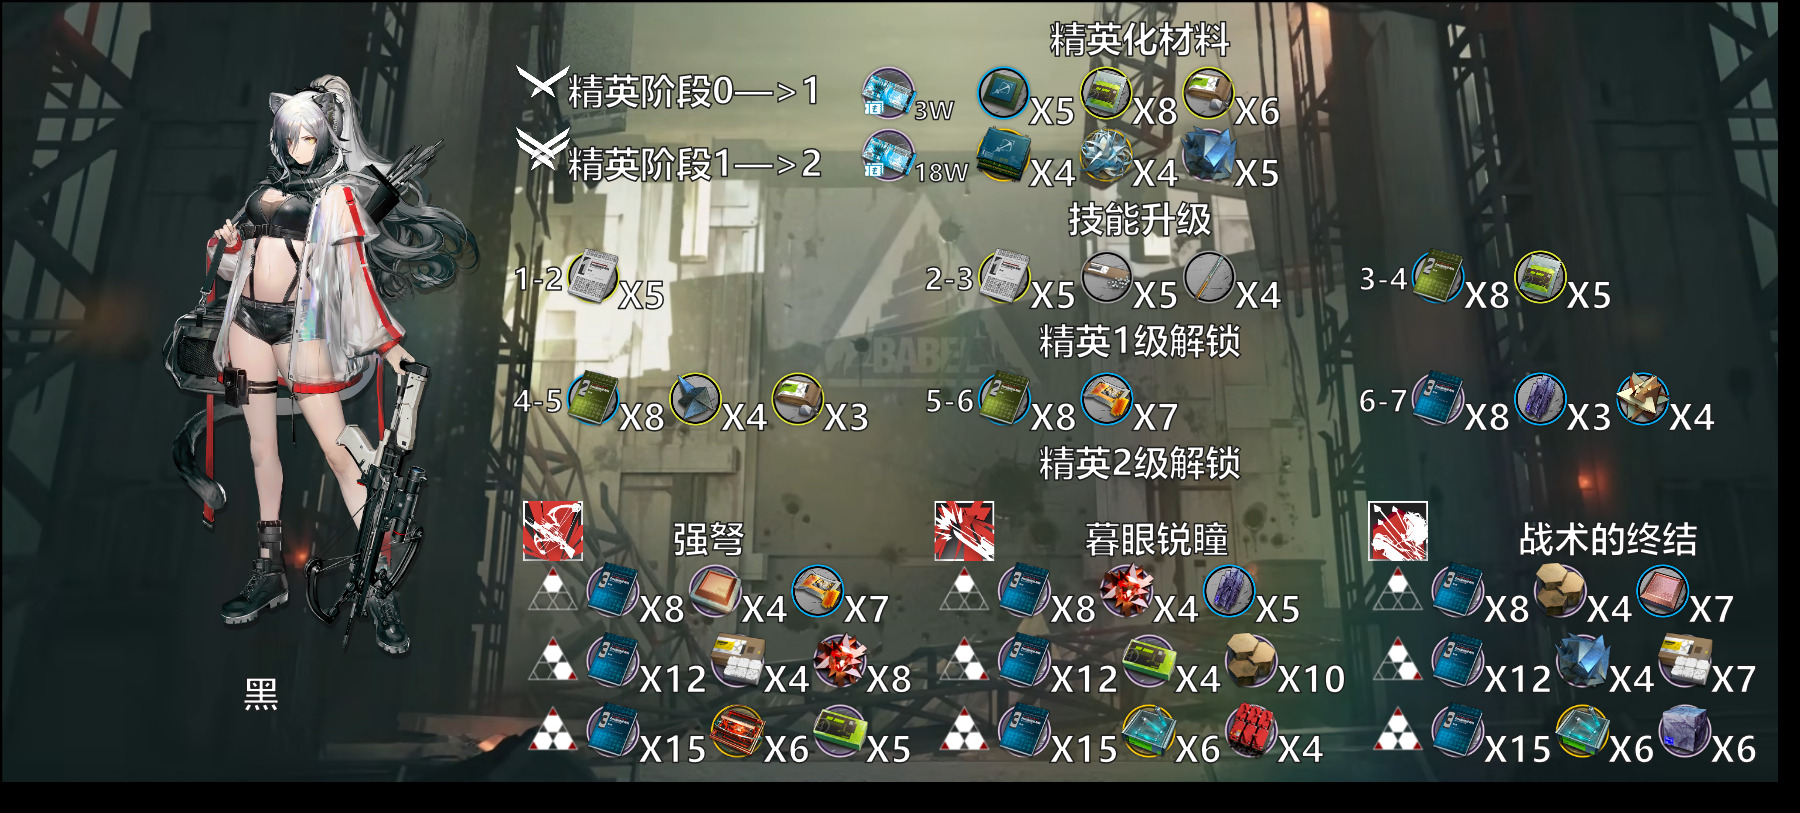 精英化材料
精英阶段0—>1 3W X5 X8 X6
精英阶段1—>2 18W X4 X4 X5
技能升级
1-2 X5 2-3 X5 X5 X4 3-4 X8 X5
精英1级解锁
BABEL
4-5 X8 X4 X3 5-6 X8 X7 6-7 X8 X3 X4
精英2级解锁
强弩 暮眼锐瞳 战术的终结
X8 X4 X7 X8 X4 X5 X8 X4 X7
X12 X4 X8 X12 X4 X10 X12 X4 X7
黑
X15 X6 X5 X15 X6 X4 X15 X6 X6